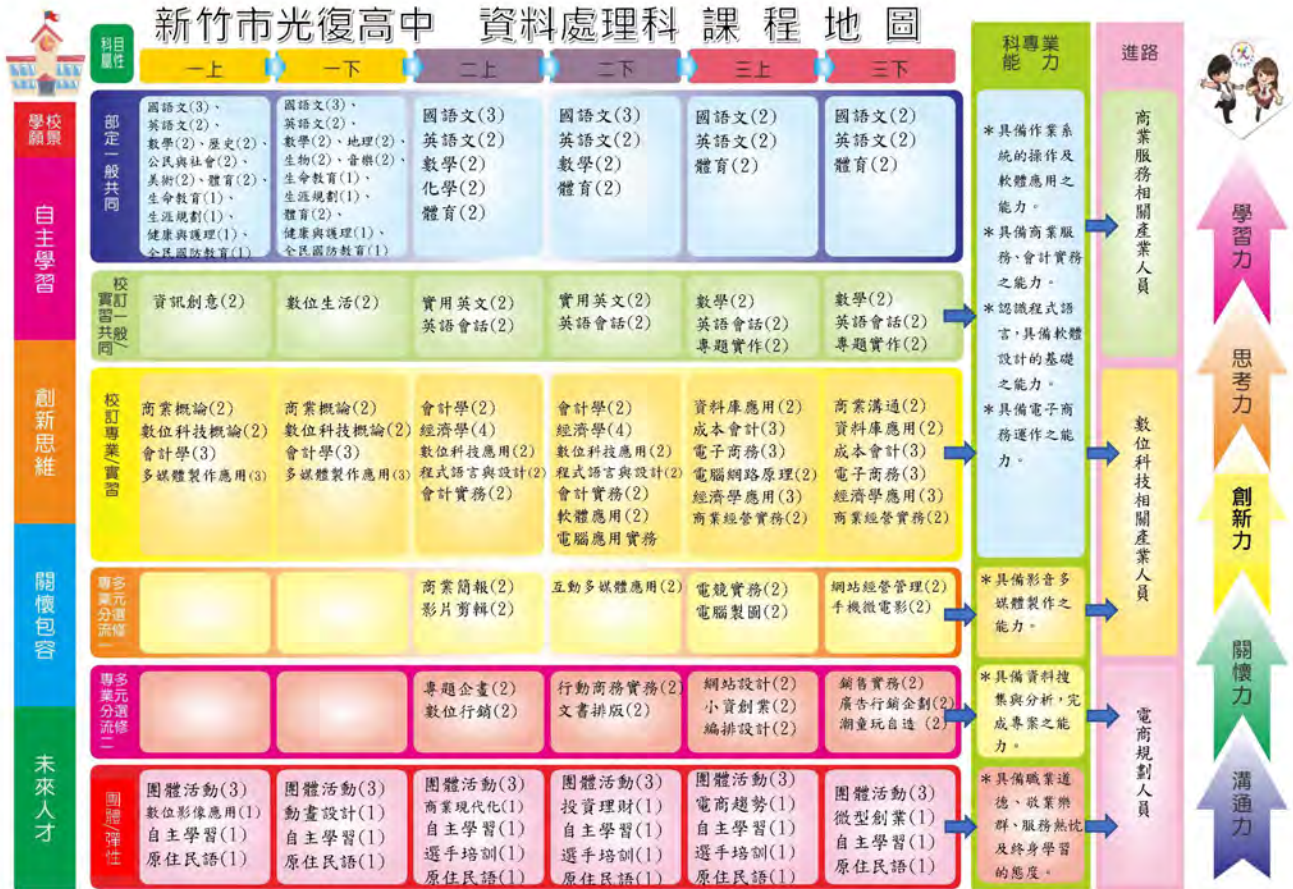 新竹市光復高中 資料處理科 課程地圖
科目
屬性
一上
一下
二上
二下
三上
三下
科專業
能 力
進路
學校
願景
自主學習
創新思維
關懷包容
未來人才
部定一般共同
國語文(3)、
英語文(2)、
數學(2)、歷史(2)、
公民與社會(2)、
美術(2)、體育(2)、
生命教育(1)、
生涯規劃(1)、
健康與護理(1)、
全民國防教育(1)
國語文(3)、
英語文(2)、
數學(2)、地理(2)、
生物(2)、音樂(2)、
生命教育(1)、
生涯規劃(1)、
體育(2)、
健康與護理(1)、
全民國防教育(1)
國語文(3)
英語文(2)
數學(2)
化學(2)
體育(2)
國語文(3)
英語文(2)
數學(2)
體育(2)
國語文(2)
英語文(2)
體育(2)
國語文(2)
英語文(2)
體育(2)
校訂一般/
實習共同
資訊創意(2)
數位生活(2)
實用英文(2)
英語會話(2)
實用英文(2)
英語會話(2)
數學(2)
英語會話(2)
專題實作(2)
數學(2)
英語會話(2)
專題實作(2)
校訂專業/實習
商業概論(2)
數位科技概論(2)
會計學(3)
多媒體製作應用(3)
商業概論(2)
數位科技概論(2)
會計學(3)
多媒體製作應用(3)
會計學(2)
經濟學(4)
數位科技應用(2)
程式語言與設計(2)
會計實務(2)
會計學(2)
經濟學(4)
數位科技應用(2)
程式語言與設計(2)
會計實務(2)
軟體應用(2)
電腦應用實務
資料庫應用(2)
成本會計(3)
電子商務(3)
電腦網路原理(2)
經濟學應用(3)
商業經營實務(2)
商業溝通(2)
資料庫應用(2)
成本會計(3)
電子商務(3)
經濟學應用(3)
商業經營實務(2)
多元選修
專業分流一
商業簡報(2)
影片剪輯(2)
互動多媒體應用(2)
電競實務(2)
電腦製圖(2)
網站經營管理(2)
手機微電影(2)
多元選修
專業分流二
專題企畫(2)
數位行銷(2)
行動商務實務(2)
文書排版(2)
網站設計(2)
小資創業(2)
編排設計(2)
銷售實務(2)
廣告行銷企劃(2)
潮童玩自造(2)
團體/彈性
團體活動(3)
數位影像應用(1)
自主學習(1)
原住民語(1)
團體活動(3)
動畫設計(1)
自主學習(1)
原住民語(1)
團體活動(3)
商業現代化(1)
自主學習(1)
選手培訓(1)
原住民語(1)
團體活動(3)
投資理財(1)
自主學習(1)
選手培訓(1)
原住民語(1)
團體活動(3)
電商趨勢(1)
自主學習(1)
選手培訓(1)
原住民語(1)
團體活動(3)
微型創業(1)
自主學習(1)
原住民語(1)
*具備作業系
統的操作及
軟體應用之
能力。
*具備商業服
務、會計實務
之能力。
*認識程式語
言,具備軟體
設計的基礎
之能力。
*具備電子商
務運作之能
力。
*具備影音多
媒體製作之
能力。
*具備資料搜
集與分析,完
成專案之能
力。
*具備職業道
德、敬業樂
群、服務熱忱
及終身學習
的態度。
商業服務相關產業人員
數位科技相關產業人員
電商規劃人員
學習力
思考力
創新力
關懷力
溝通力